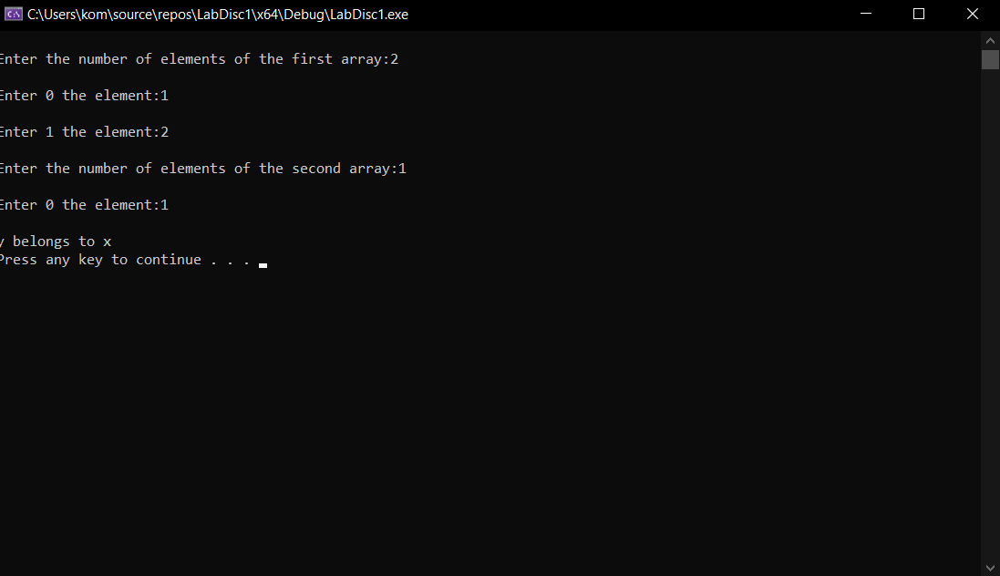 C:\Users\kom\source\repos\LabDisc1\x64\Debug\LabDisc1.exe
Enter the number of elements of the first array:2
Enter 0 the element:1
Enter 1 the element:2
Enter the number of elements of the second array:1
Enter 0 the element:1
y belongs to x
Press any key to continue . . .